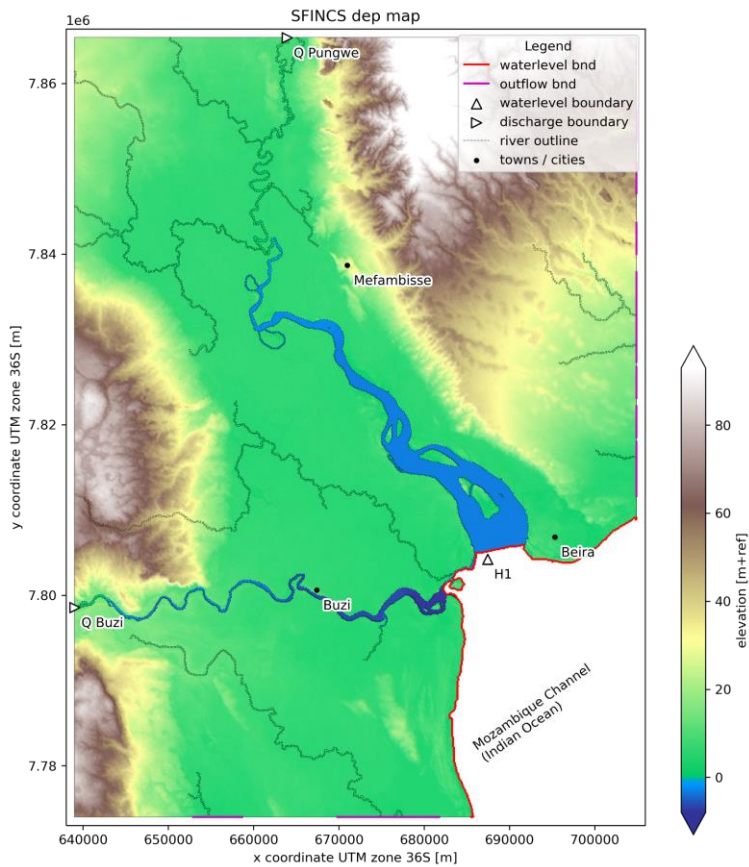 SFINCS dep map
1e6
Q Pungwe
Legend
waterlevel bnd
outflow bnd
waterlevel boundary
discharge boundary
river outline
towns / cities
7.86
7.84
7.82
7.80
7.78
y coordinate UTM zone 36S [m]
Mefambisse
Beira
H1
Buzi
Q Buzi
Mozambique Channel
(Indian Ocean)
640000 650000 660000 670000 680000 690000 700000
x coordinate UTM zone 36S [m]
80
60
40
20
0
elevation [m+ref]